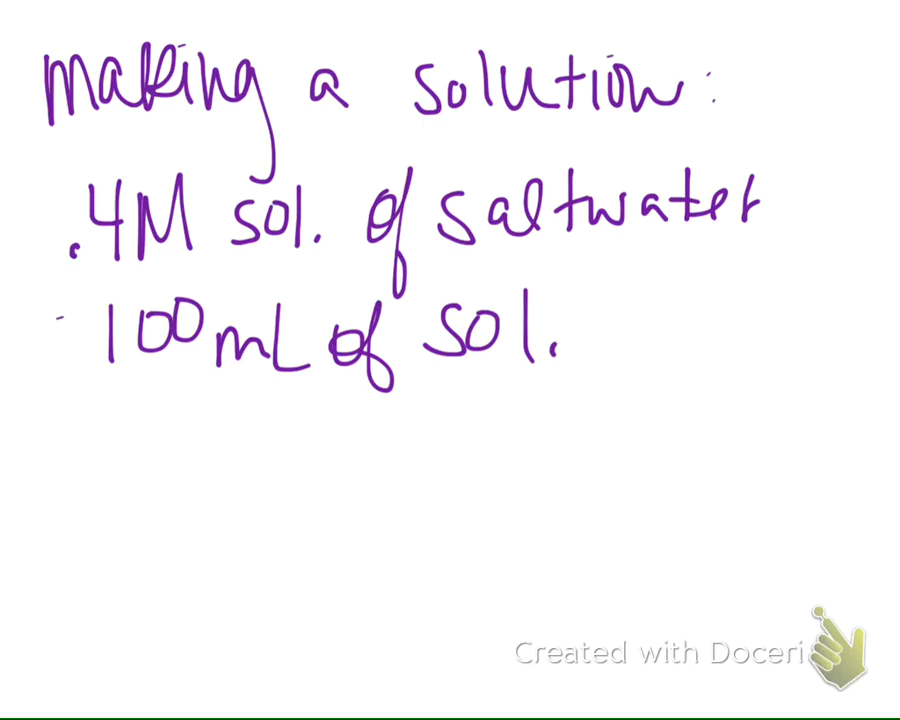 making a solution:
.4M sol. of saltwater
- 100mL of sol.
Created with Doceri